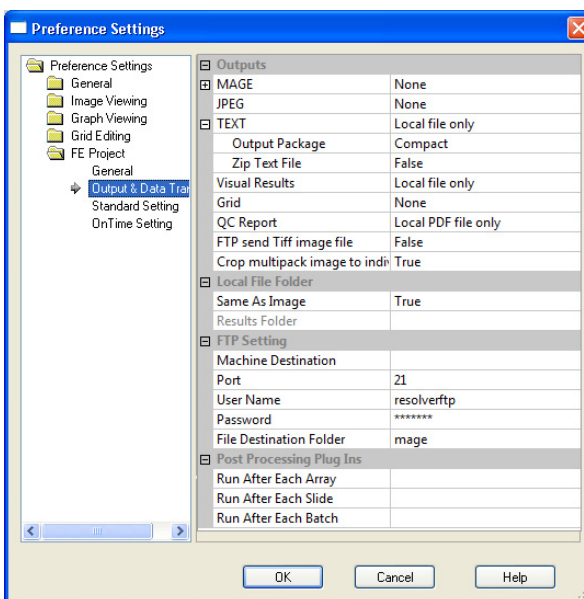 Preference Settings
Preference Settings
General
Image Viewing
Graph Viewing
Grid Editing
FE Project
General
Output & Data Tran
Standard Setting
OnTime Setting
Outputs
MAGE None
JPEG None
TEXT Local file only
Output Package Compact
Zip Text File False
Visual Results Local file only
Grid None
QC Report Local PDF file only
FTP send Tiff image file False
Crop multipack image to indiv True
Local File Folder
Same As Image True
Results Folder
FTP Setting
Machine Destination
Port 21
User Name resolverftp
Password *******
File Destination Folder mage
Post Processing Plug Ins
Run After Each Array
Run After Each Slide
Run After Each Batch
OK Cancel Help